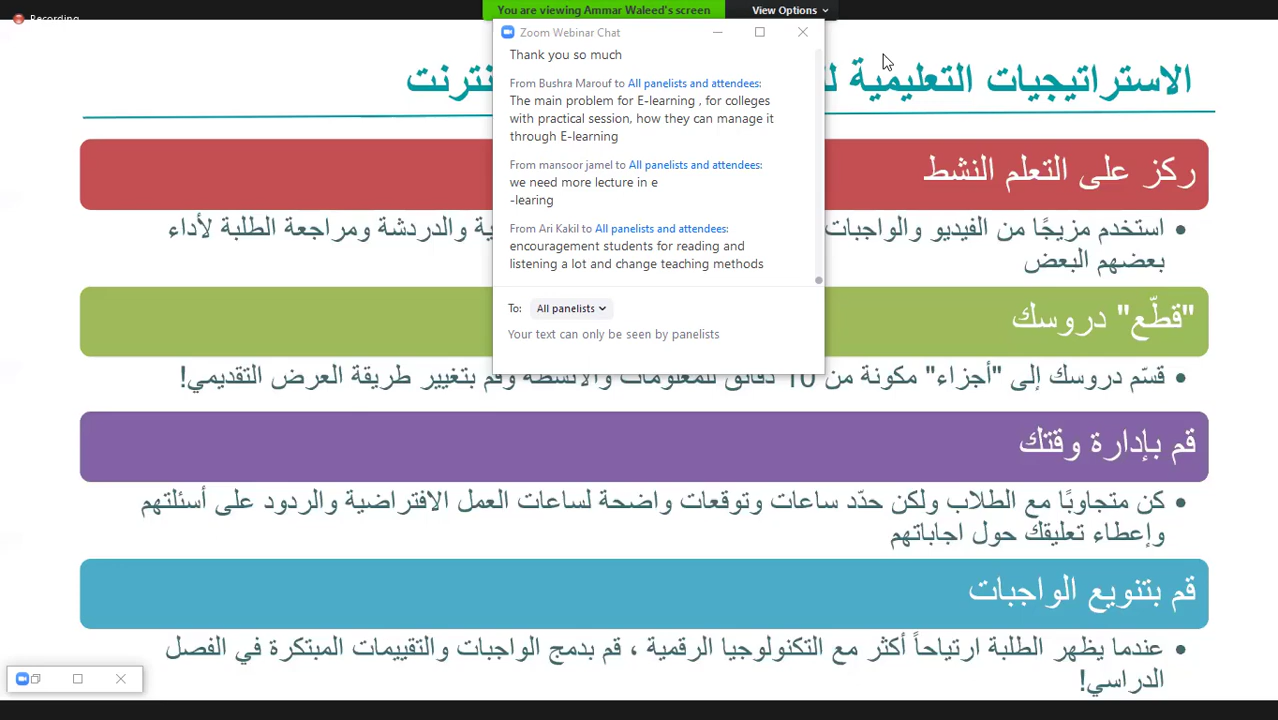 Recording
You are viewing Ammar Waleed's screen
View Options
Zoom Webinar Chat
Thank you so much
From Bushra Marouf to All panelists and attendees:
The main problem for E-learning , for colleges
with practical session, how they can manage it
through E-learning
From mansoor jamel to All panelists and attendees:
we need more lecture in e
-learing
From Ari Kakil to All panelists and attendees:
encouragement students for reading and
listening a lot and change teaching methods
To: All panelists
Your text can only be seen by panelists
الاستراتيجيات التعليمية
ركز على التعلم النشط
• استخدم مزيجًا من الفيديو والواجبات والدردشة ومراجعة الطلبة لأداء
بعضهم البعض
"قطّع" دروسك
• قسّم دروسك إلى "أجزاء" مكونة من 10 دقائق للمعلومات والأنشطة وقم بتغيير طريقة العرض التقديمي!
قم بإدارة وقتك
• كن متجاوبًا مع الطلاب ولكن حدّد ساعات وتوقعات واضحة لساعات العمل الافتراضية والردود على أسئلتهم
وإعطاء تعليقك حول اجاباتهم
قم بتنويع الواجبات
• عندما يظهر الطلبة ارتياحاً أكثر مع التكنولوجيا الرقمية ، قم بدمج الواجبات والتقييمات المبتكرة في الفصل
الدراسي!